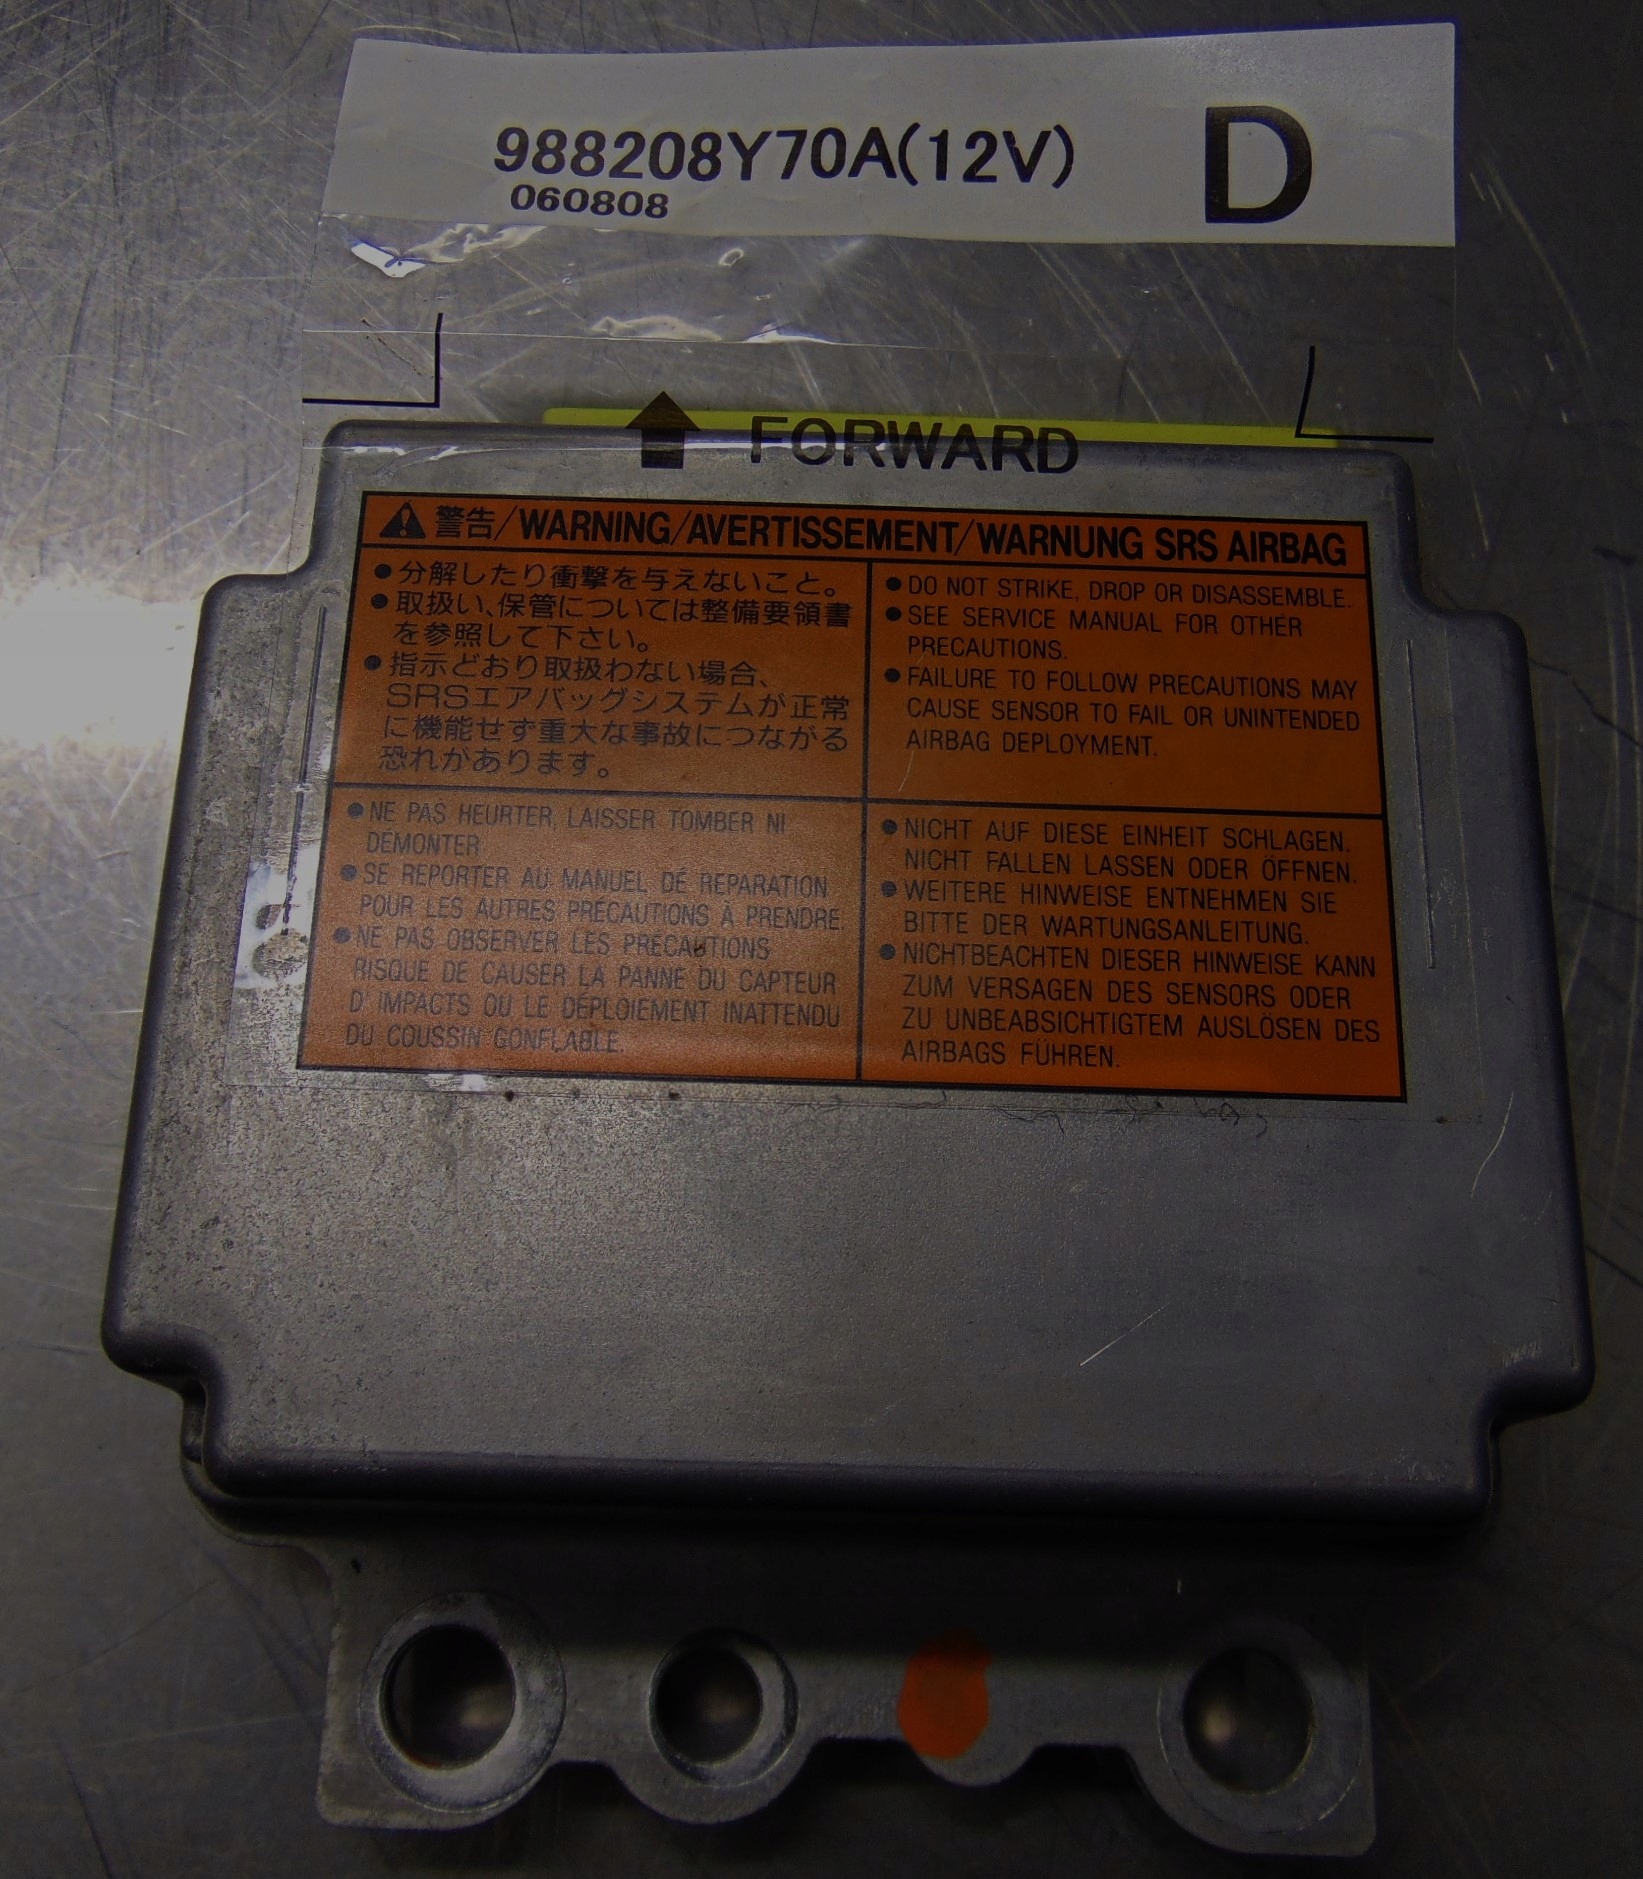 988208Y70A(12V)
060808
D
FORWARD
警告/WARNING/AVERTISSEMENT/WARNUNG SRS AIRBAG
●分解したり衝撃を与えないこと。
●取扱い、保管については整備要領書
を参照して下さい。
●指示どおり取扱わない場合、
SRSエアバッグシステムが正常
に機能せず重大な事故につながる
恐れがあります。
●DO NOT STRIKE, DROP OR DISASSEMBLE.
●SEE SERVICE MANUAL FOR OTHER
PRECAUTIONS.
●FAILURE TO FOLLOW PRECAUTIONS MAY
CAUSE SENSOR TO FAIL OR UNINTENDED
AIRBAG DEPLOYMENT.
●NE PAS HEURTER, LAISSER TOMBER NI
DÉMONTER
●SE REPORTER AU MANUEL DE RÉPARATION
POUR LES AUTRES PRÉCAUTIONS À PRENDRE.
●NE PAS OBSERVER LES PRÉCAUTIONS
RISQUE DE CAUSER LA PANNE DU CAPTEUR
D'IMPACTS OU LE DÉPLOIEMENT INATTENDU
DU COUSSIN GONFLABLE.
●NICHT AUF DIESE EINHEIT SCHLAGEN.
NICHT FALLEN LASSEN ODER ÖFFNEN.
●WEITERE HINWEISE ENTNEHMEN SIE
BITTE DER WARTUNGSANLEITUNG.
●NICHTBEACHTEN DIESER HINWEISE KANN
ZUM VERSAGEN DES SENSORS ODER
ZU UNBEABSICHTIGTEM AUSLÖSEN DES
AIRBAGS FÜHREN.